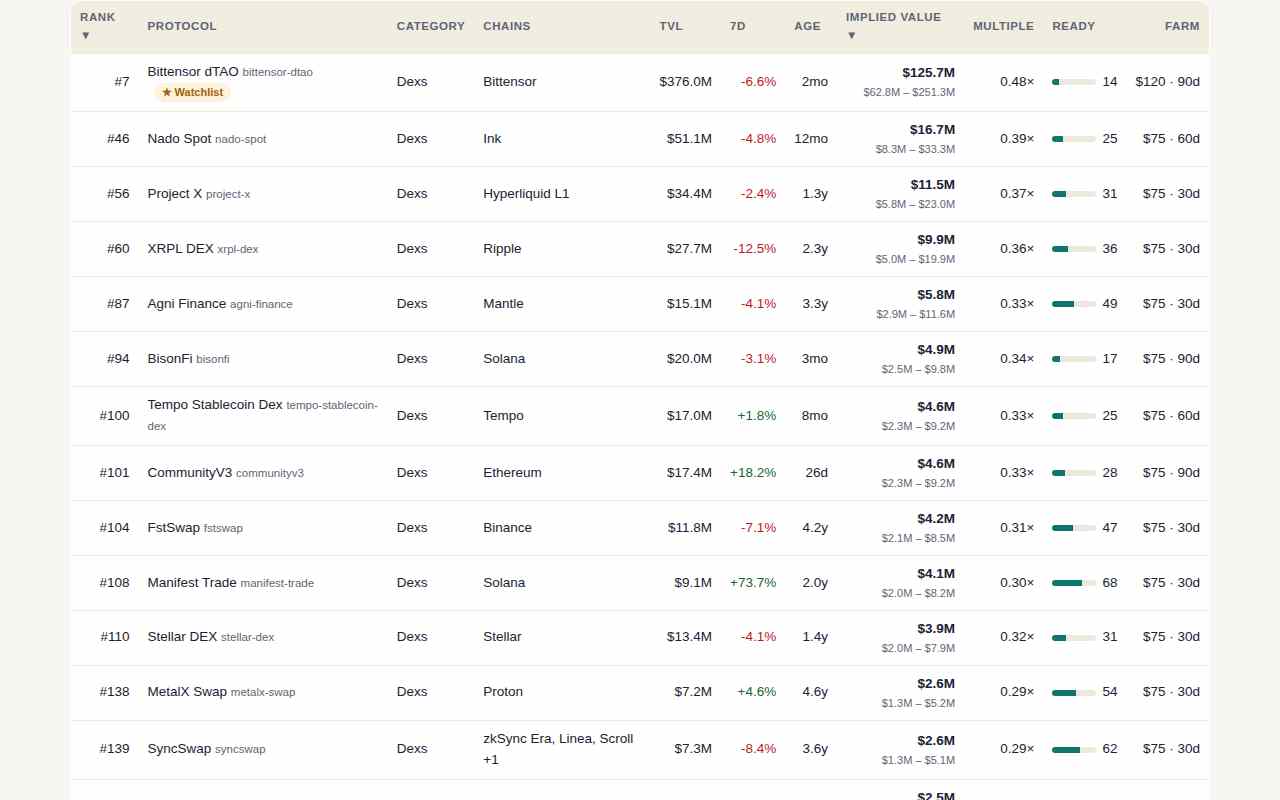 RANK ▼ PROTOCOL CATEGORY CHAINS TVL 7D AGE IMPLIED VALUE ▼ MULTIPLE READY FARM
#7 Bittensor dTAO bittensor-dtao ★ Watchlist Dexs Bittensor $376.0M -6.6% 2mo $125.7M $62.8M – $251.3M 0.48× 14 $120 · 90d
#46 Nado Spot nado-spot Dexs Ink $51.1M -4.8% 12mo $16.7M $8.3M – $33.3M 0.39× 25 $75 · 60d
#56 Project X project-x Dexs Hyperliquid L1 $34.4M -2.4% 1.3y $11.5M $5.8M – $23.0M 0.37× 31 $75 · 30d
#60 XRPL DEX xrpl-dex Dexs Ripple $27.7M -12.5% 2.3y $9.9M $5.0M – $19.9M 0.36× 36 $75 · 30d
#87 Agni Finance agni-finance Dexs Mantle $15.1M -4.1% 3.3y $5.8M $2.9M – $11.6M 0.33× 49 $75 · 30d
#94 BisonFi bisonfi Dexs Solana $20.0M -3.1% 3mo $4.9M $2.5M – $9.8M 0.34× 17 $75 · 90d
#100 Tempo Stablecoin Dex tempo-stablecoin-dex Dexs Tempo $17.0M +1.8% 8mo $4.6M $2.3M – $9.2M 0.33× 25 $75 · 60d
#101 CommunityV3 communityv3 Dexs Ethereum $17.4M +18.2% 26d $4.6M $2.3M – $9.2M 0.33× 28 $75 · 90d
#104 FstSwap fstswap Dexs Binance $11.8M -7.1% 4.2y $4.2M $2.1M – $8.5M 0.31× 47 $75 · 30d
#108 Manifest Trade manifest-trade Dexs Solana $9.1M +73.7% 2.0y $4.1M $2.0M – $8.2M 0.30× 68 $75 · 30d
#110 Stellar DEX stellar-dex Dexs Stellar $13.4M -4.1% 1.4y $3.9M $2.0M – $7.9M 0.32× 31 $75 · 30d
#138 MetalX Swap metalx-swap Dexs Proton $7.2M +4.6% 4.6y $2.6M $1.3M – $5.2M 0.29× 54 $75 · 30d
#139 SyncSwap syncswap Dexs zkSync Era, Linea, Scroll +1 $7.3M -8.4% 3.6y $2.6M $1.3M – $5.1M 0.29× 62 $75 · 30d
$2.5M